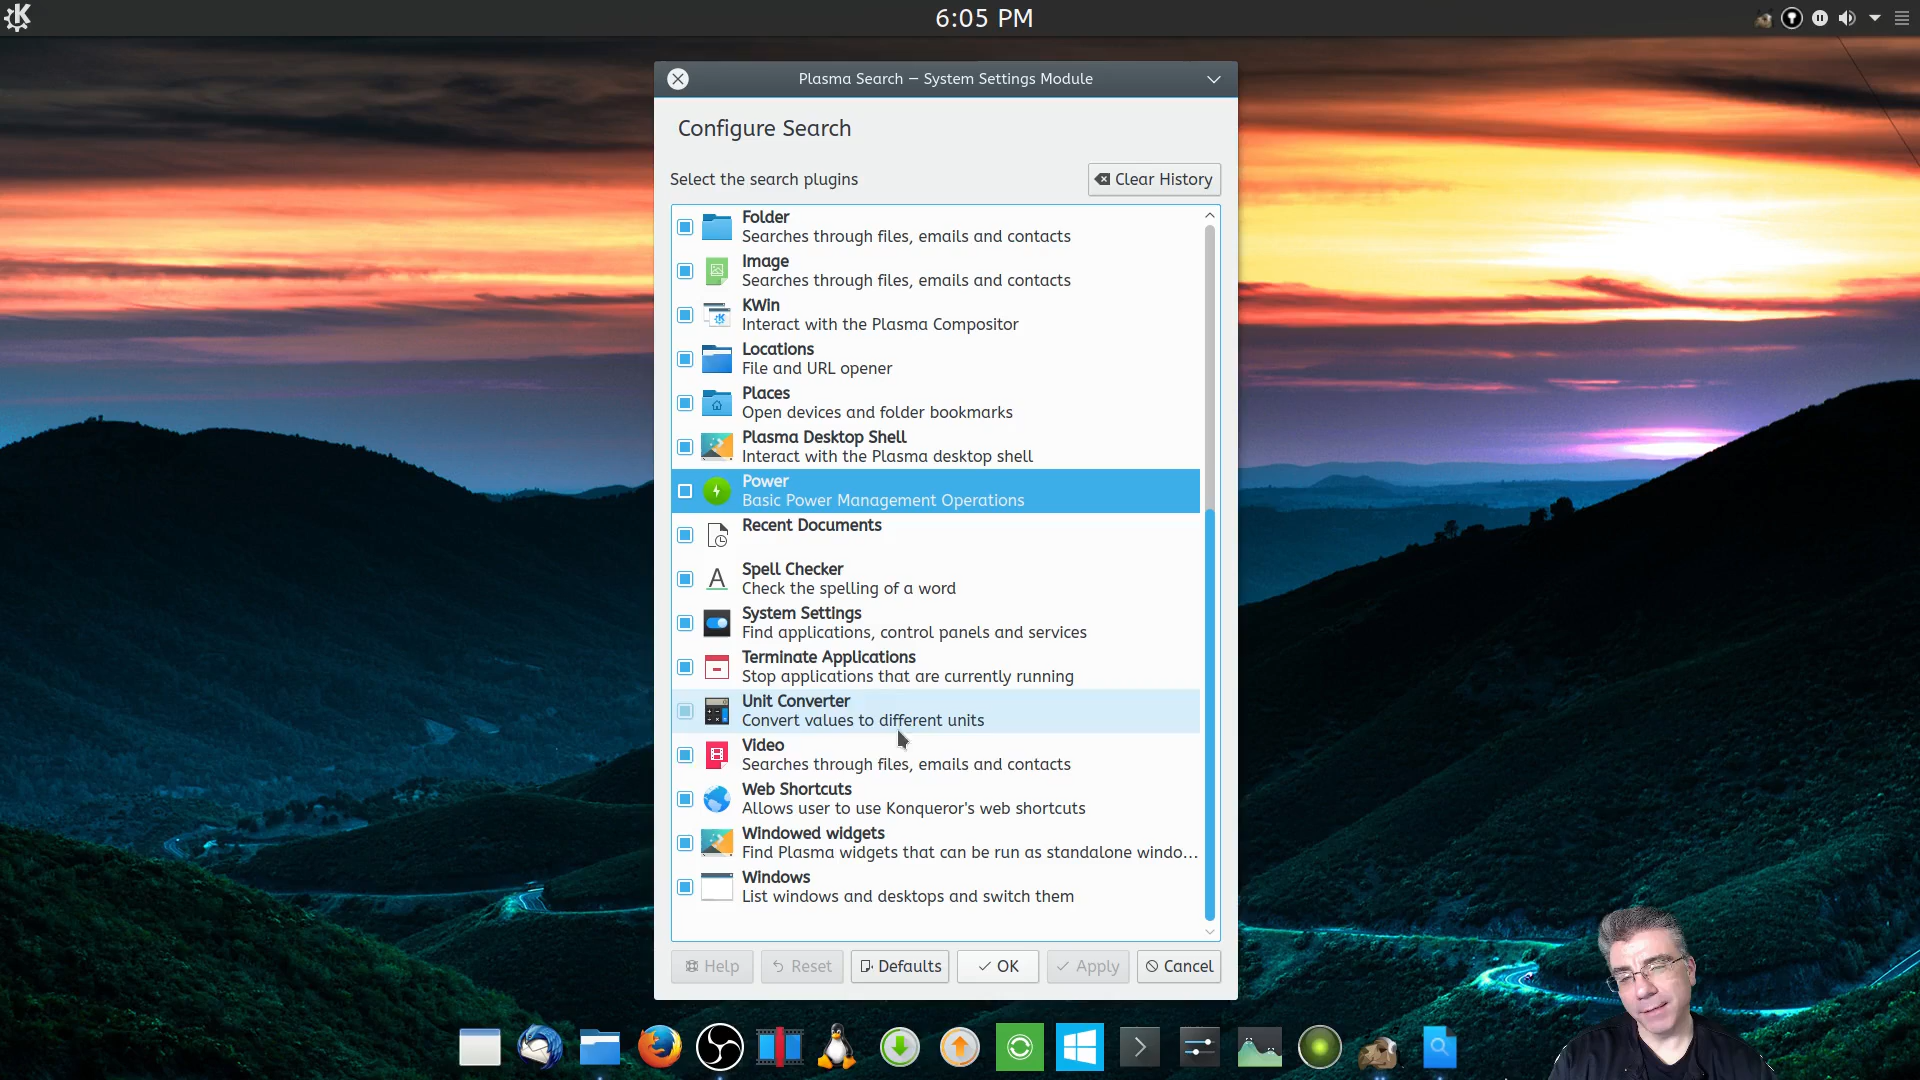 6:05 PM
Plasma Search — System Settings Module
Configure Search
Select the search plugins
Clear History
Folder
Searches through files, emails and contacts
Image
Searches through files, emails and contacts
KWin
Interact with the Plasma Compositor
Locations
File and URL opener
Places
Open devices and folder bookmarks
Plasma Desktop Shell
Interact with the Plasma desktop shell
Power
Basic Power Management Operations
Recent Documents
Spell Checker
Check the spelling of a word
System Settings
Find applications, control panels and services
Terminate Applications
Stop applications that are currently running
Unit Converter
Convert values to different units
Video
Searches through files, emails and contacts
Web Shortcuts
Allows user to use Konqueror's web shortcuts
Windowed widgets
Find Plasma widgets that can be run as standalone windo...
Windows
List windows and desktops and switch them
Help Reset Defaults OK Apply Cancel